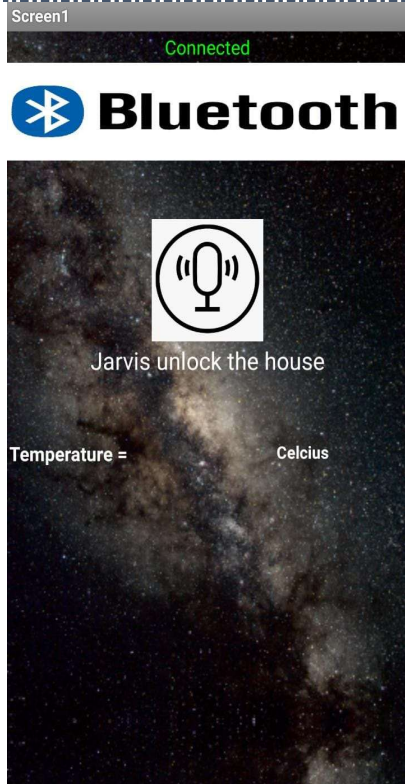 Screen1
Connected
Bluetooth
Jarvis unlock the house
Temperature = Celcius